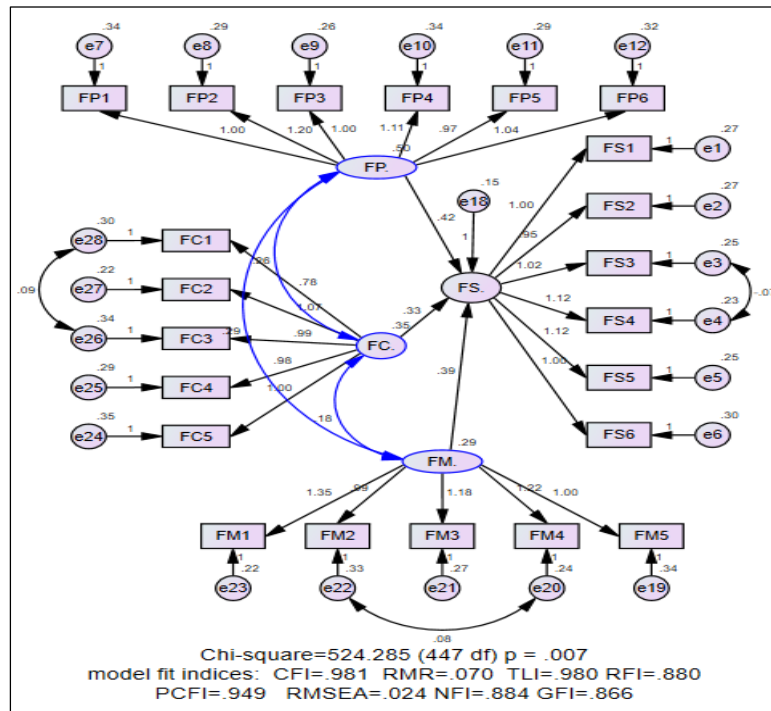 .34 .29 .26 .34 .29 .32
e7 e8 e9 e10 e11 e12
1 1 1 1 1 1
FP1 FP2 FP3 FP4 FP5 FP6
1.00 1.20 1.00 1.11 .97 1.04
.50
FP.
FS1 1 e1 .27
.15
e18
1
.42
1.00
FS2 1 e2 .27
.95
.30
e28 1 FC1
.26
.78
1.02
FS3 1 e3 .25
.22
e27 1 FC2
1.07
FS.
1.12
FS4 1 e4 .23
-.07
.09
.34
e26 1 FC3
.29
.99
.35
FC.
.33
1.12
FS5 1 e5 .25
.29
e25 1 FC4
.98
.39
1.00
.35
e24 1 FC5
1.00
.18
FS6 1 e6 .30
.29
FM.
1.35 .99 1.18 1.22 1.00
FM1 FM2 FM3 FM4 FM5
1 1 1 1 1
.22 .33 .27 .24 .34
e23 e22 e21 e20 e19
.08
Chi-square=524.285 (447 df) p = .007
model fit indices: CFI=.981 RMR=.070 TLI=.980 RFI=.880
PCFI=.949 RMSEA=.024 NFI=.884 GFI=.866